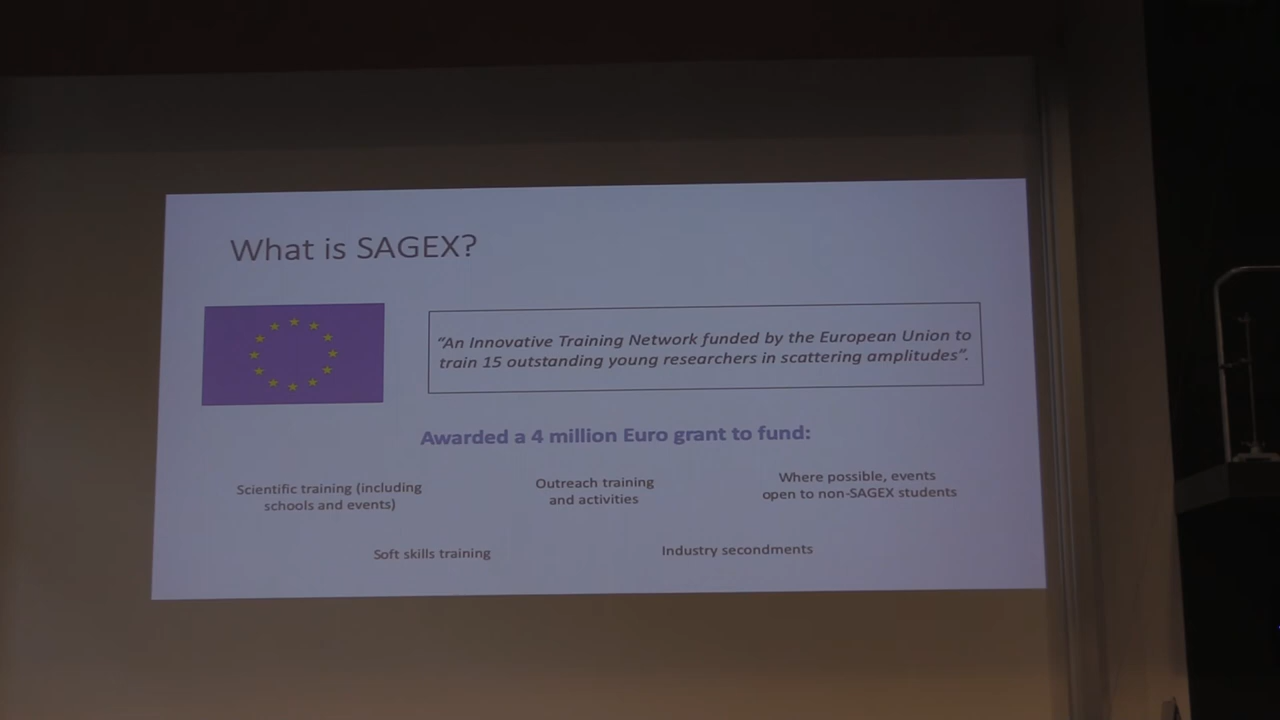 What is SAGEX?
“An Innovative Training Network funded by the European Union to
train 15 outstanding young researchers in scattering amplitudes”.
Awarded a 4 million Euro grant to fund:
Scientific training (including
schools and events)
Outreach training
and activities
Where possible, events
open to non-SAGEX students
Soft skills training
Industry secondments